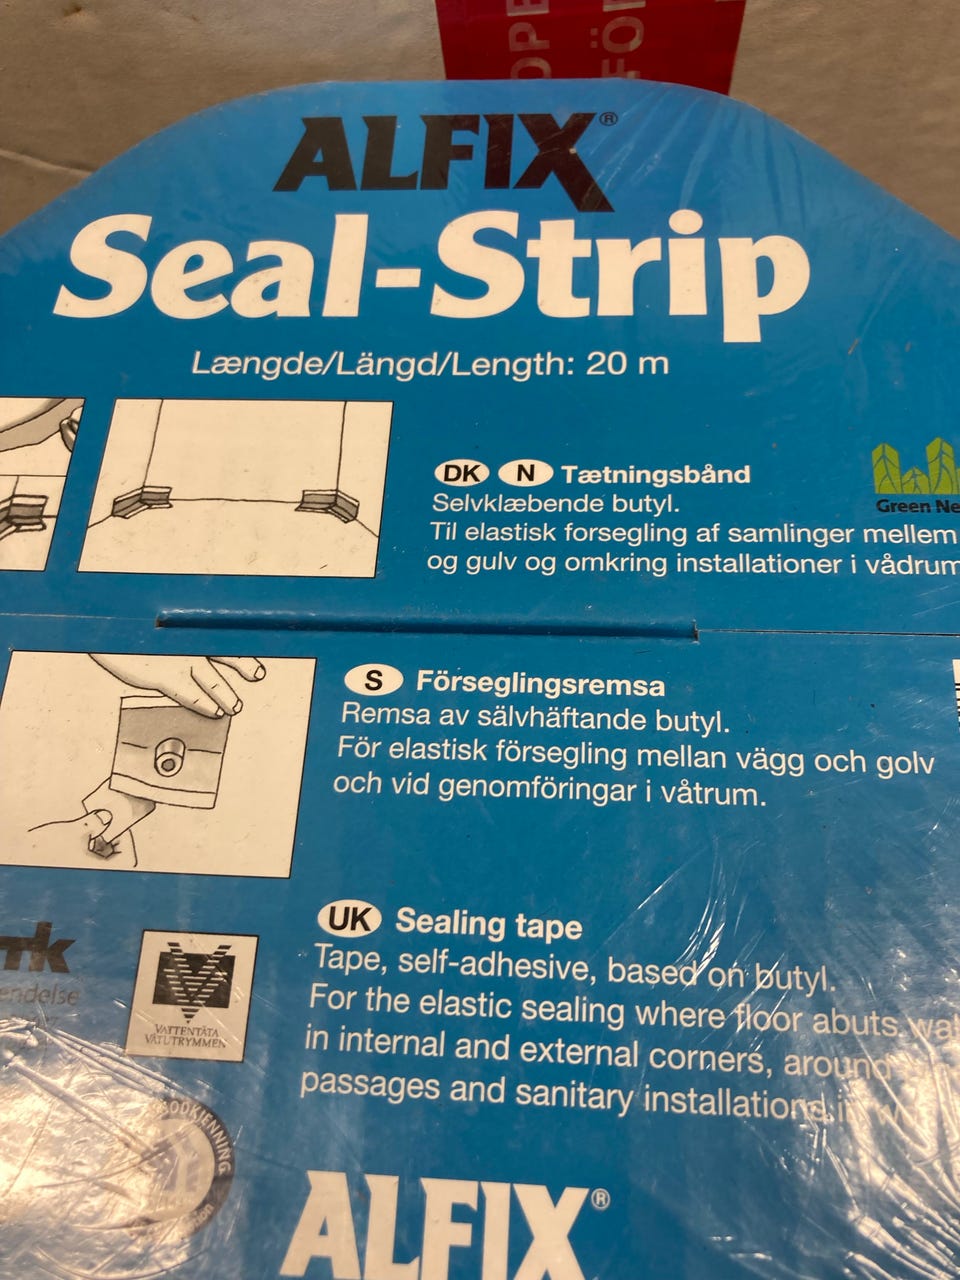 ALFIX®
Seal-Strip
Længde/Längd/Length: 20 m
DK N Tætningsbånd
Selvklæbende butyl.
Til elastisk forsegling af samlinger mellem
og gulv og omkring installationer i vådrum
Green Ne
S Förseglingsremsa
Remsa av sälvhäftande butyl.
För elastisk försegling mellan vägg och golv
och vid genomföringar i våtrum.
UK Sealing tape
Tape, self-adhesive, based on butyl.
For the elastic sealing where floor abuts
in internal and external corners, around
passages and sanitary installations in
VATTENTÄTA
VÅTUTRYMMEN
ALFIX®